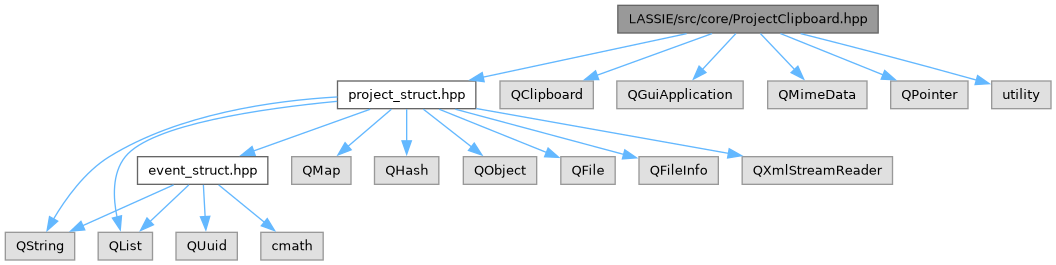 LASSIE/src/core/ProjectClipboard.hpp
project_struct.hpp
QClipboard
QGuiApplication
QMimeData
QPointer
utility
event_struct.hpp
QMap
QHash
QObject
QFile
QFileInfo
QXmlStreamReader
QString
QList
QUuid
cmath